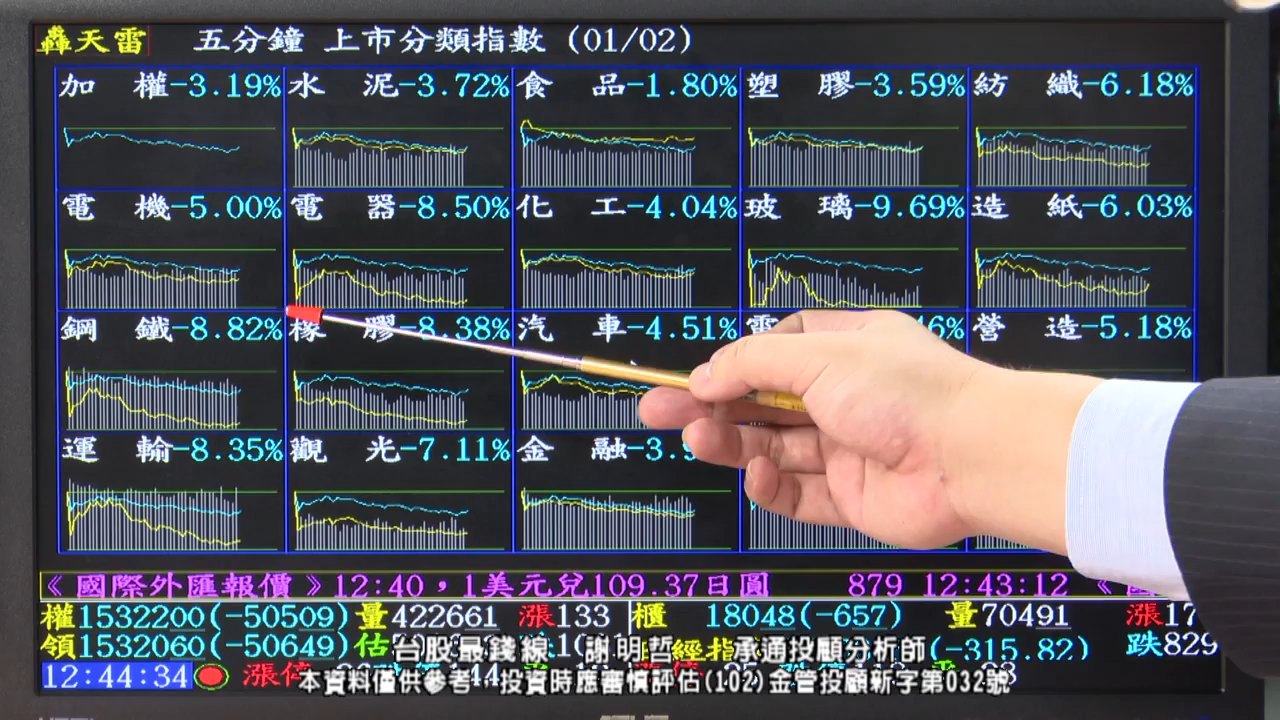 轟天雷 五分鐘 上市分類指數 (01/02)
加權-3.19% 水泥-3.72% 食品-1.80% 塑膠-3.59% 紡織-6.18%
電機-5.00% 電器-8.50% 化工-4.04% 玻璃-9.69% 造紙-6.03%
鋼鐵-8.82% 橡膠-8.38% 汽車-4.51% 營造-5.18%
運輸-8.35% 觀光-7.11% 金融-3.9
《國際外匯報價》12:40,1美元兌109.37日圓 879 12:43:12 《
權1532200(-50509) 量422661 漲133 櫃 18048(-657) 量70491 漲17
領1532060(-50649) 估 經指 (-315.82) 跌829
台股最錢線 謝明哲 承通投顧分析師
12:44:34 漲停
本資料僅供參考 投資時應審慎評估(102)金管投顧新字第032號